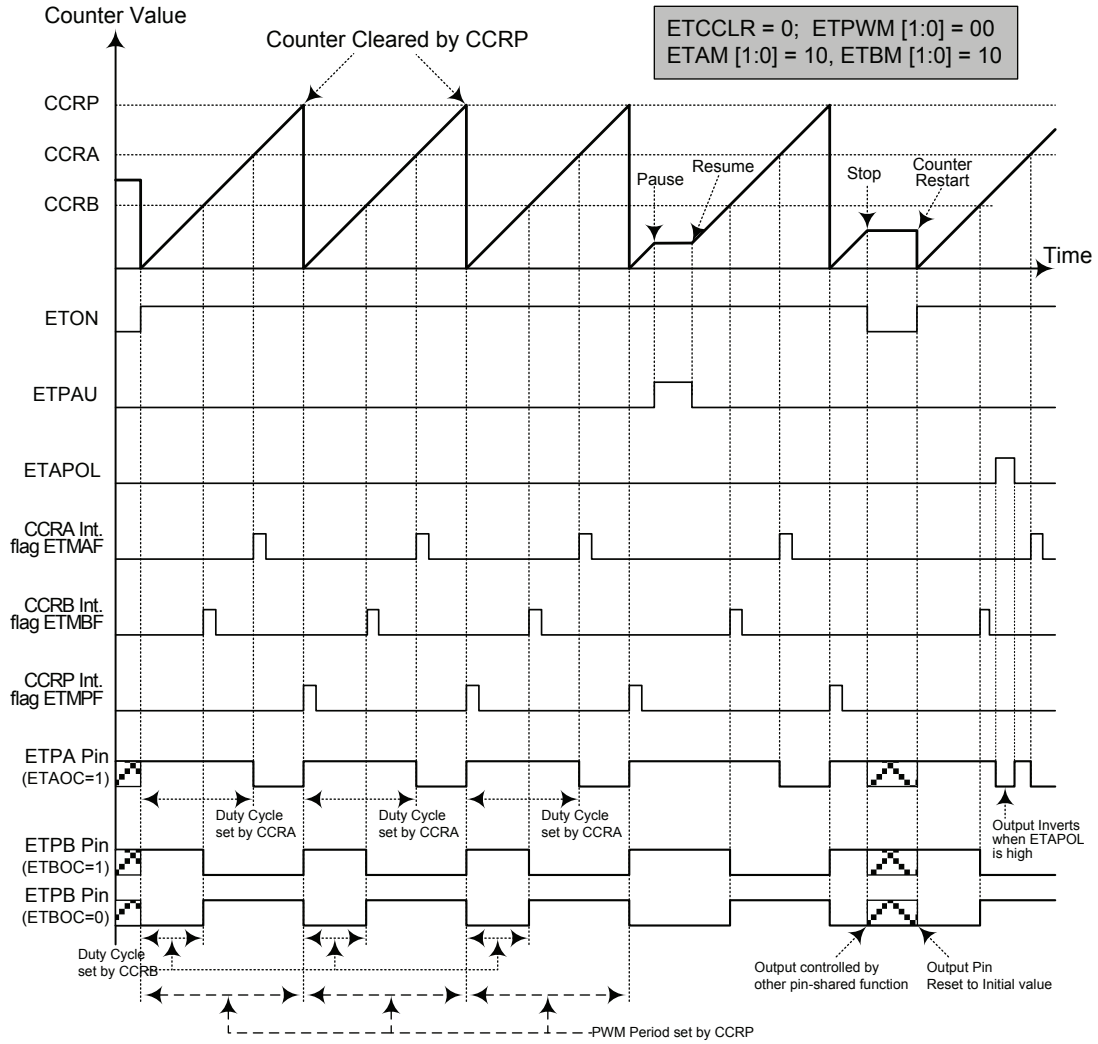 Counter Value
Counter Cleared by CCRP
ETCCLR = 0; ETPWM [1:0] = 00
ETAM [1:0] = 10, ETBM [1:0] = 10
CCRP
CCRA
CCRB
Pause
Resume
Stop
Counter
Restart
Time
ETON
ETPAU
ETAPOL
CCRA Int.
flag ETMAF
CCRB Int.
flag ETMBF
CCRP Int.
flag ETMPF
ETPA Pin
(ETAOC=1)
Duty Cycle
set by CCRA
Duty Cycle
set by CCRA
Duty Cycle
set by CCRA
Output Inverts
when ETAPOL
is high
ETPB Pin
(ETBOC=1)
ETPB Pin
(ETBOC=0)
Duty Cycle
set by CCRB
Output controlled by
other pin-shared function
Output Pin
Reset to Initial value
PWM Period set by CCRP